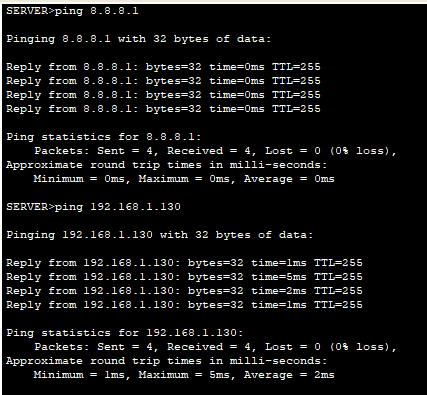 SERVER>ping 8.8.8.1
Pinging 8.8.8.1 with 32 bytes of data:
Reply from 8.8.8.1: bytes=32 time=0ms TTL=255
Reply from 8.8.8.1: bytes=32 time=0ms TTL=255
Reply from 8.8.8.1: bytes=32 time=0ms TTL=255
Reply from 8.8.8.1: bytes=32 time=0ms TTL=255
Ping statistics for 8.8.8.1:
Packets: Sent = 4, Received = 4, Lost = 0 (0% loss),
Approximate round trip times in milli-seconds:
Minimum = 0ms, Maximum = 0ms, Average = 0ms
SERVER>ping 192.168.1.130
Pinging 192.168.1.130 with 32 bytes of data:
Reply from 192.168.1.130: bytes=32 time=1ms TTL=255
Reply from 192.168.1.130: bytes=32 time=5ms TTL=255
Reply from 192.168.1.130: bytes=32 time=2ms TTL=255
Reply from 192.168.1.130: bytes=32 time=1ms TTL=255
Ping statistics for 192.168.1.130:
Packets: Sent = 4, Received = 4, Lost = 0 (0% loss),
Approximate round trip times in milli-seconds:
Minimum = 1ms, Maximum = 5ms, Average = 2ms